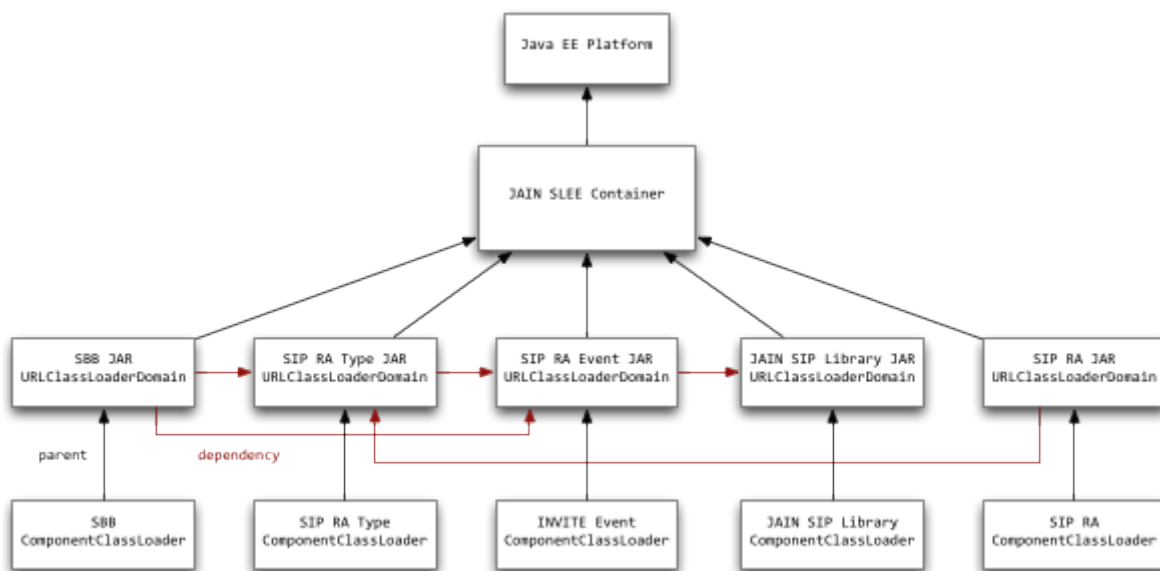 Java EE Platform
JAIN SLEE Container
SBB JAR
URLClassLoaderDomain
SIP RA Type JAR
URLClassLoaderDomain
SIP RA Event JAR
URLClassLoaderDomain
JAIN SIP Library JAR
URLClassLoaderDomain
SIP RA JAR
URLClassLoaderDomain
parent
dependency
SBB
ComponentClassLoader
SIP RA Type
ComponentClassLoader
INVITE Event
ComponentClassLoader
JAIN SIP Library
ComponentClassLoader
SIP RA
ComponentClassLoader